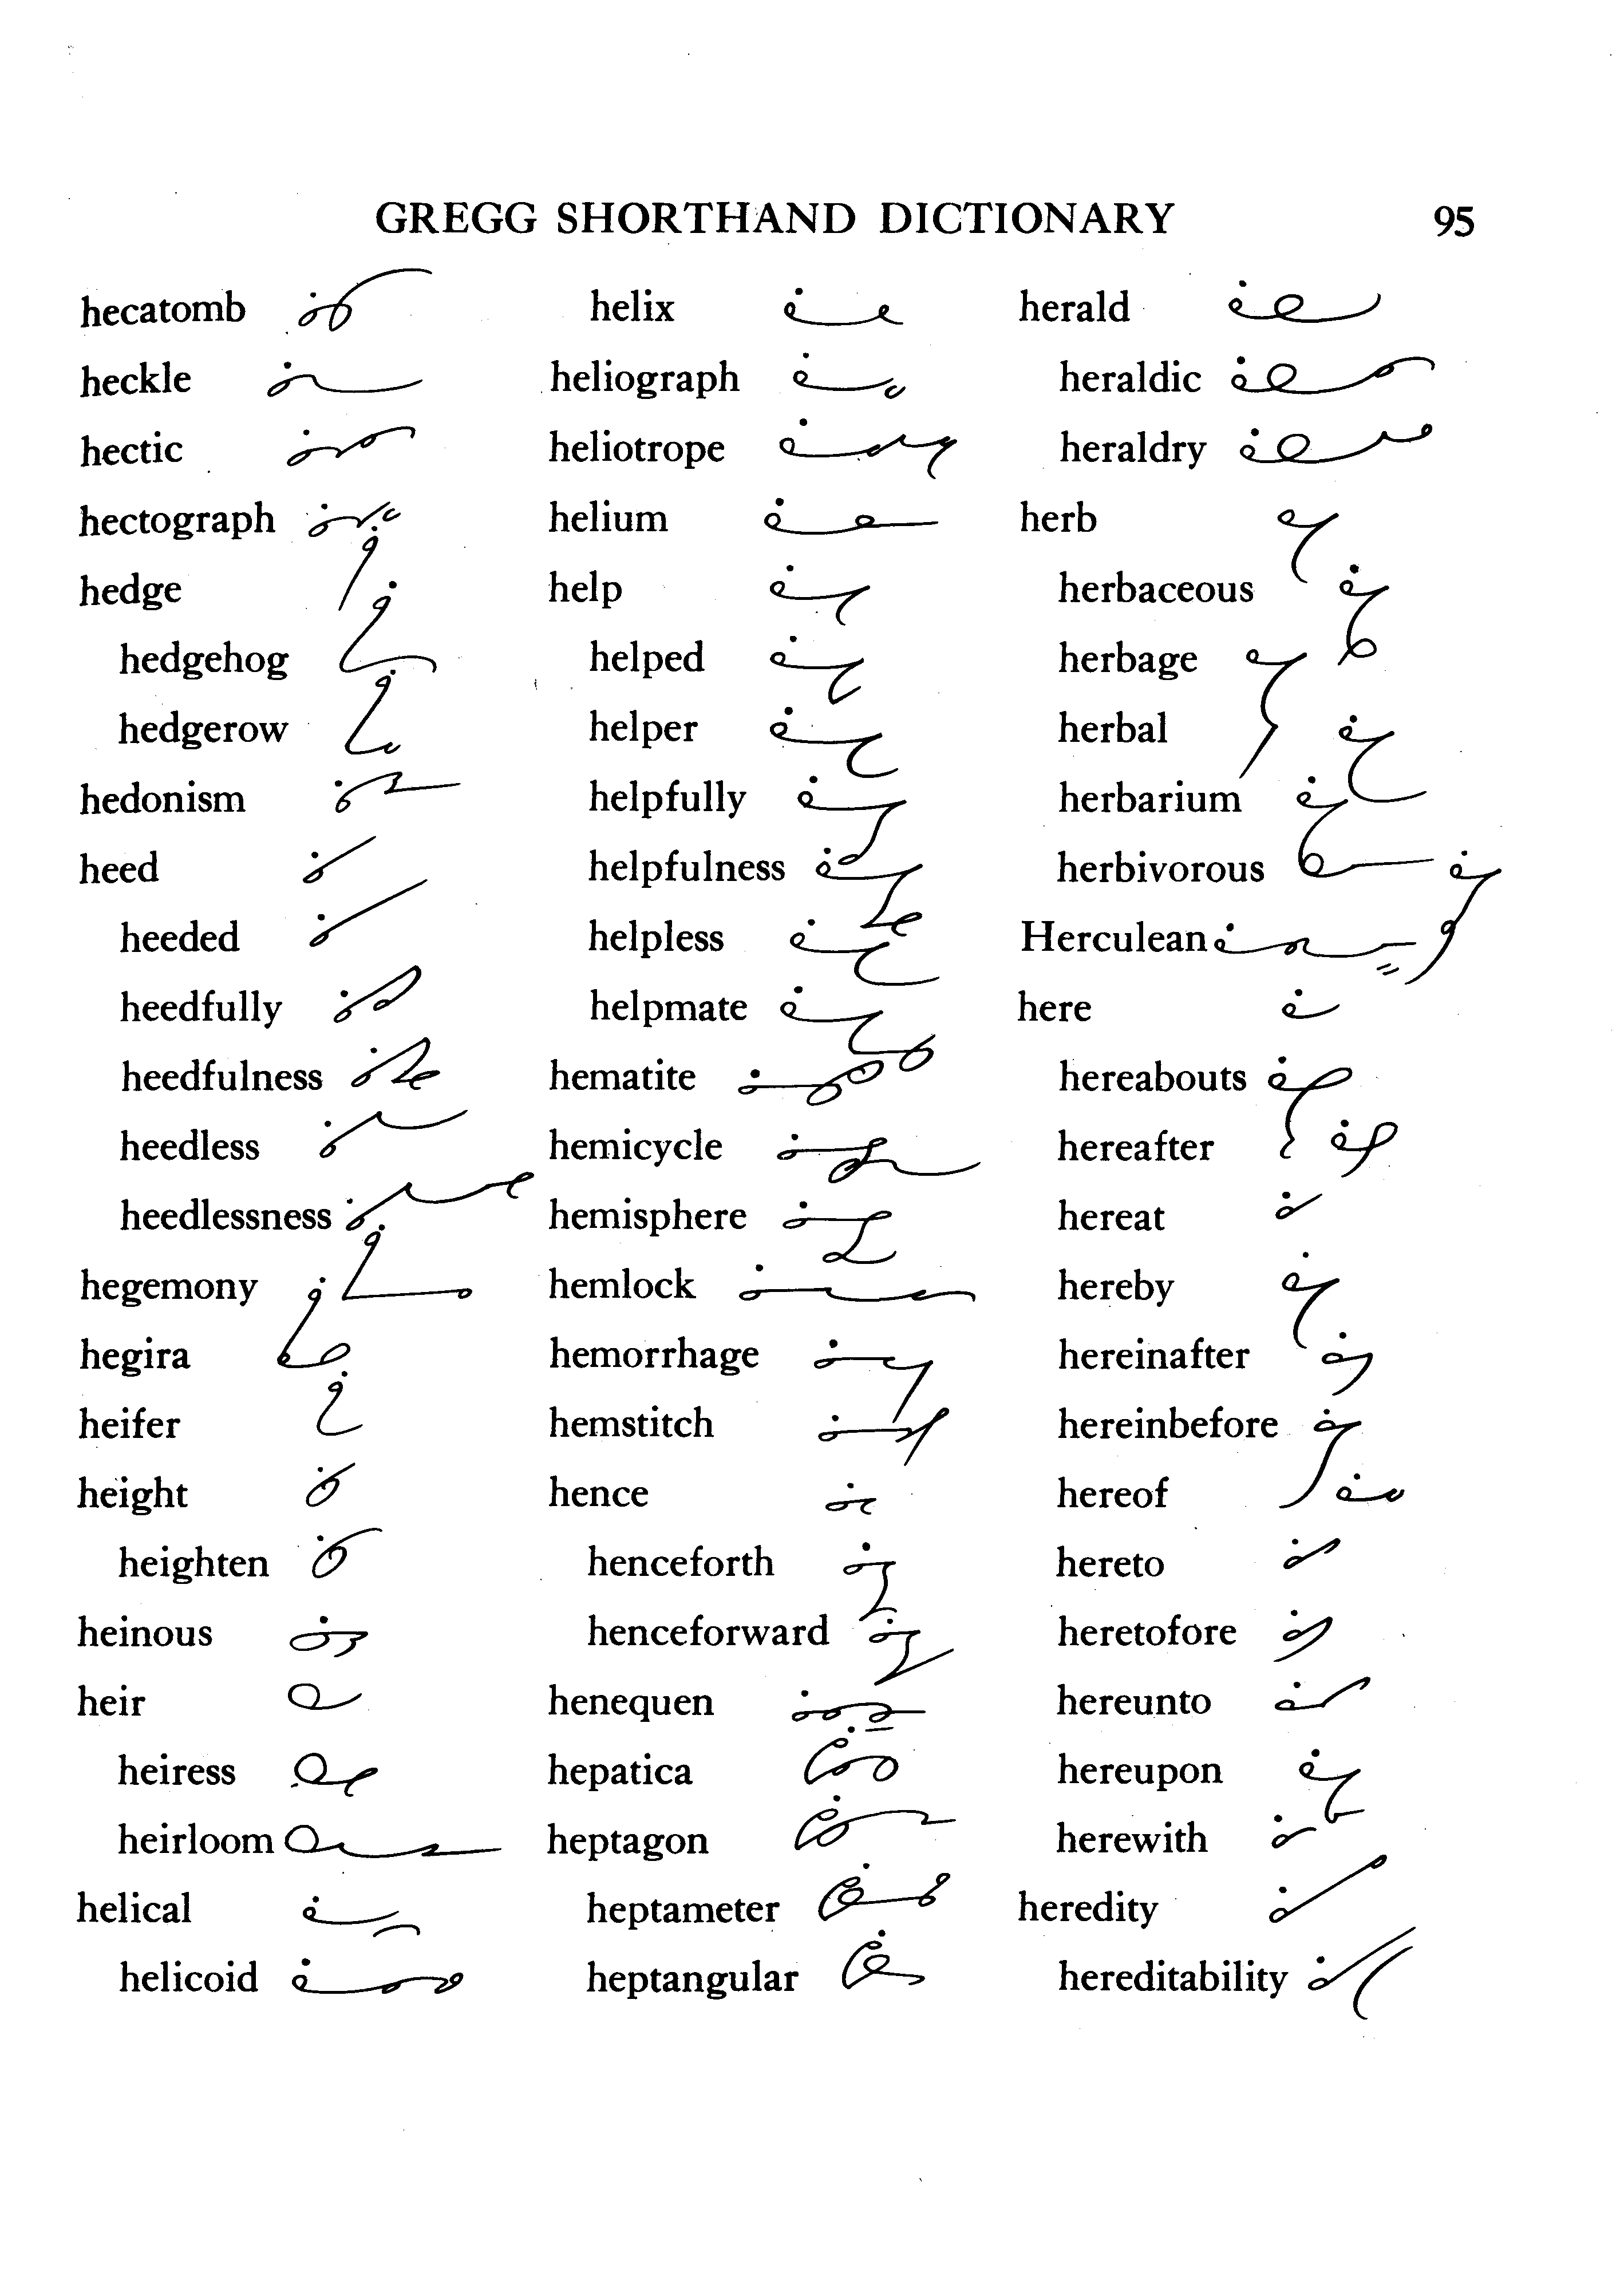 GREGG SHORTHAND DICTIONARY 95
hecatomb
heckle
hectic
hectograph
hedge
hedgehog
hedgerow
hedonism
heed
heeded
heedfully
heedfulness
heedless
heedlessness
hegemony
hegira
heifer
height
heighten
heinous
heir
heiress
heirloom
helical
helicoid
helix
heliograph
heliotrope
helium
help
helped
helper
helpfully
helpfulness
helpless
helpmate
hematite
hemicycle
hemisphere
hemlock
hemorrhage
hemstitch
hence
henceforth
henceforward
henequen
hepatica
heptagon
heptameter
heptangular
herald
heraldic
heraldry
herb
herbaceous
herbage
herbal
herbarium
herbivorous
Herculean
here
hereabouts
hereafter
hereat
hereby
hereinafter
hereinbefore
hereof
hereto
heretofore
hereunto
hereupon
herewith
heredity
hereditability